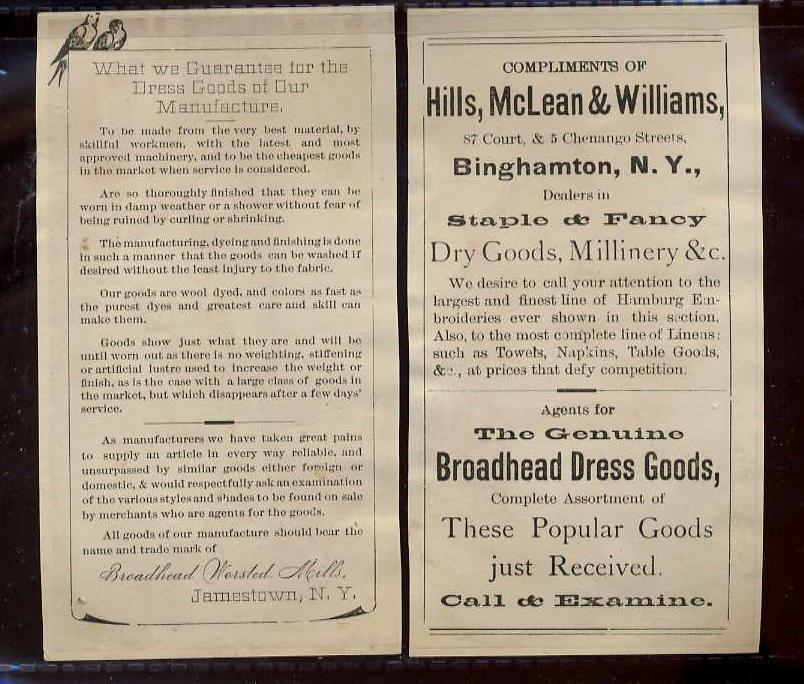 What we Guarantee for the
Dress Goods of Our
Manufacture.
To be made from the very best material, by
skillful workmen, with the latest and most
approved machinery, and to be the cheapest goods
in the market when service is considered.
Are so thoroughly finished that they can be
worn in damp weather or a shower without fear of
being ruined by curling or shrinking.
The manufacturing, dyeing and finishing is done
in such a manner that the goods can be washed if
desired without the least injury to the fabric.
Our goods are wool dyed, and colors as fast as
the purest dyes and greatest care and skill can
make them.
Goods show just what they are and will be
until worn out as there is no weighting, stiffening
or artificial lustre used to increase the weight or
finish, as is the case with a large class of goods in
the market, but which disappears after a few days'
service.
As manufacturers we have taken great pains
to supply an article in every way reliable, and
unsurpassed by similar goods either foreign or
domestic, & would respectfully ask an examination
of the various styles and shades to be found on sale
by merchants who are agents for the goods.
All goods of our manufacture should bear the
name and trade mark of
Broadhead Worsted Mills,
Jamestown, N. Y.
COMPLIMENTS OF
Hills, McLean & Williams,
87 Court, & 5 Chenango Streets,
Binghamton, N. Y.,
Dealers in
Staple & Fancy
Dry Goods, Millinery &c.
We desire to call your attention to the
largest and finest line of Hamburg Em-
broideries ever shown in this section.
Also, to the most complete line of Linens:
such as Towels, Napkins, Table Goods,
&c., at prices that defy competition.
Agents for
The Genuine
Broadhead Dress Goods,
Complete Assortment of
These Popular Goods
just Received.
Call & Examine.